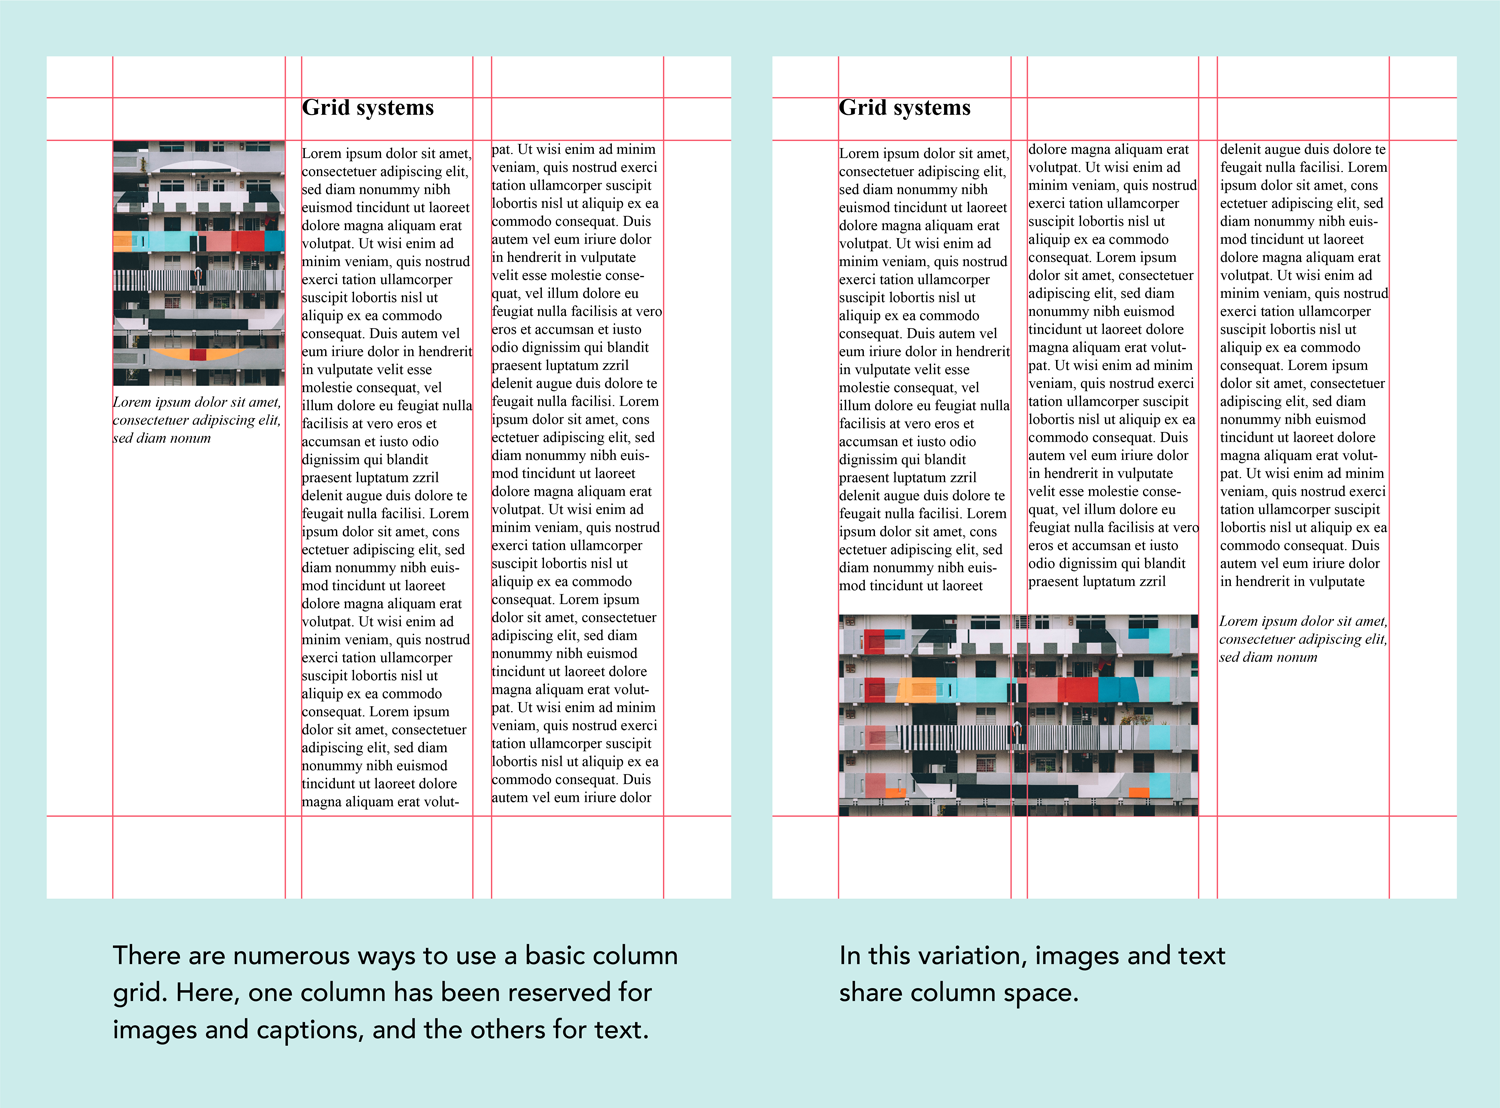 Grid systems
Lorem ipsum dolor sit amet,
consectetuer adipiscing elit,
sed diam nonum
Lorem ipsum dolor sit amet,
consectetuer adipiscing elit,
sed diam nonummy nibh
euismod tincidunt ut laoreet
dolore magna aliquam erat
volutpat. Ut wisi enim ad
minim veniam, quis nostrud
exerci tation ullamcorper
suscipit lobortis nisl ut
aliquip ex ea commodo
consequat. Duis autem vel
eum iriure dolor in hendrerit
in vulputate velit esse
molestie consequat, vel
illum dolore eu feugiat nulla
facilisis at vero eros et
accumsan et iusto odio
dignissim qui blandit
praesent luptatum zzril
delenit augue duis dolore te
feugait nulla facilisi. Lorem
ipsum dolor sit amet, cons
ectetuer adipiscing elit, sed
diam nonummy nibh euis-
mod tincidunt ut laoreet
dolore magna aliquam erat
volutpat. Ut wisi enim ad
minim veniam, quis nostrud
exerci tation ullamcorper
suscipit lobortis nisl ut
aliquip ex ea commodo
consequat. Lorem ipsum
dolor sit amet, consectetuer
adipiscing elit, sed diam
nonummy nibh euismod
tincidunt ut laoreet dolore
magna aliquam erat volut-
pat. Ut wisi enim ad minim
veniam, quis nostrud exerci
tation ullamcorper suscipit
lobortis nisl ut aliquip ex ea
commodo consequat. Duis
autem vel eum iriure dolor
in hendrerit in vulputate
velit esse molestie conse-
quat, vel illum dolore eu
feugiat nulla facilisis at vero
eros et accumsan et iusto
odio dignissim qui blandit
praesent luptatum zzril
delenit augue duis dolore te
feugait nulla facilisi. Lorem
ipsum dolor sit amet, cons
ectetuer adipiscing elit, sed
diam nonummy nibh euis-
mod tincidunt ut laoreet
dolore magna aliquam erat
volutpat. Ut wisi enim ad
minim veniam, quis nostrud
exerci tation ullamcorper
suscipit lobortis nisl ut
aliquip ex ea commodo
consequat. Lorem ipsum
dolor sit amet, consectetuer
adipiscing elit, sed diam
nonummy nibh euismod
tincidunt ut laoreet dolore
magna aliquam erat volut-
pat. Ut wisi enim ad minim
veniam, quis nostrud exerci
tation ullamcorper suscipit
lobortis nisl ut aliquip ex ea
commodo consequat. Duis
autem vel eum iriure dolor
There are numerous ways to use a basic column
grid. Here, one column has been reserved for
images and captions, and the others for text.
Grid systems
Lorem ipsum dolor sit amet,
consectetuer adipiscing elit,
sed diam nonummy nibh
euismod tincidunt ut laoreet
dolore magna aliquam erat
volutpat. Ut wisi enim ad
minim veniam, quis nostrud
exerci tation ullamcorper
suscipit lobortis nisl ut
aliquip ex ea commodo
consequat. Duis autem vel
eum iriure dolor in hendrerit
in vulputate velit esse
molestie consequat, vel
illum dolore eu feugiat nulla
facilisis at vero eros et
accumsan et iusto odio
dignissim qui blandit
praesent luptatum zzril
delenit augue duis dolore te
feugait nulla facilisi. Lorem
ipsum dolor sit amet, cons
ectetuer adipiscing elit, sed
diam nonummy nibh euis-
mod tincidunt ut laoreet
dolore magna aliquam erat
volutpat. Ut wisi enim ad
minim veniam, quis nostrud
exerci tation ullamcorper
suscipit lobortis nisl ut
aliquip ex ea commodo
consequat. Lorem ipsum
dolor sit amet, consectetuer
adipiscing elit, sed diam
nonummy nibh euismod
tincidunt ut laoreet dolore
magna aliquam erat volut-
pat. Ut wisi enim ad minim
veniam, quis nostrud exerci
tation ullamcorper suscipit
lobortis nisl ut aliquip ex ea
commodo consequat. Duis
autem vel eum iriure dolor
in hendrerit in vulputate
velit esse molestie conse-
quat, vel illum dolore eu
feugiat nulla facilisis at vero
eros et accumsan et iusto
odio dignissim qui blandit
praesent luptatum zzril
delenit augue duis dolore te
feugait nulla facilisi. Lorem
ipsum dolor sit amet, cons
ectetuer adipiscing elit, sed
diam nonummy nibh euis-
mod tincidunt ut laoreet
dolore magna aliquam erat
volutpat. Ut wisi enim ad
minim veniam, quis nostrud
exerci tation ullamcorper
suscipit lobortis nisl ut
aliquip ex ea commodo
consequat. Lorem ipsum
dolor sit amet, consectetuer
adipiscing elit, sed diam
nonummy nibh euismod
tincidunt ut laoreet dolore
magna aliquam erat volut-
pat. Ut wisi enim ad minim
veniam, quis nostrud exerci
tation ullamcorper suscipit
lobortis nisl ut aliquip ex ea
commodo consequat. Duis
autem vel eum iriure dolor
in hendrerit in vulputate
Lorem ipsum dolor sit amet,
consectetuer adipiscing elit,
sed diam nonum
In this variation, images and text
share column space.